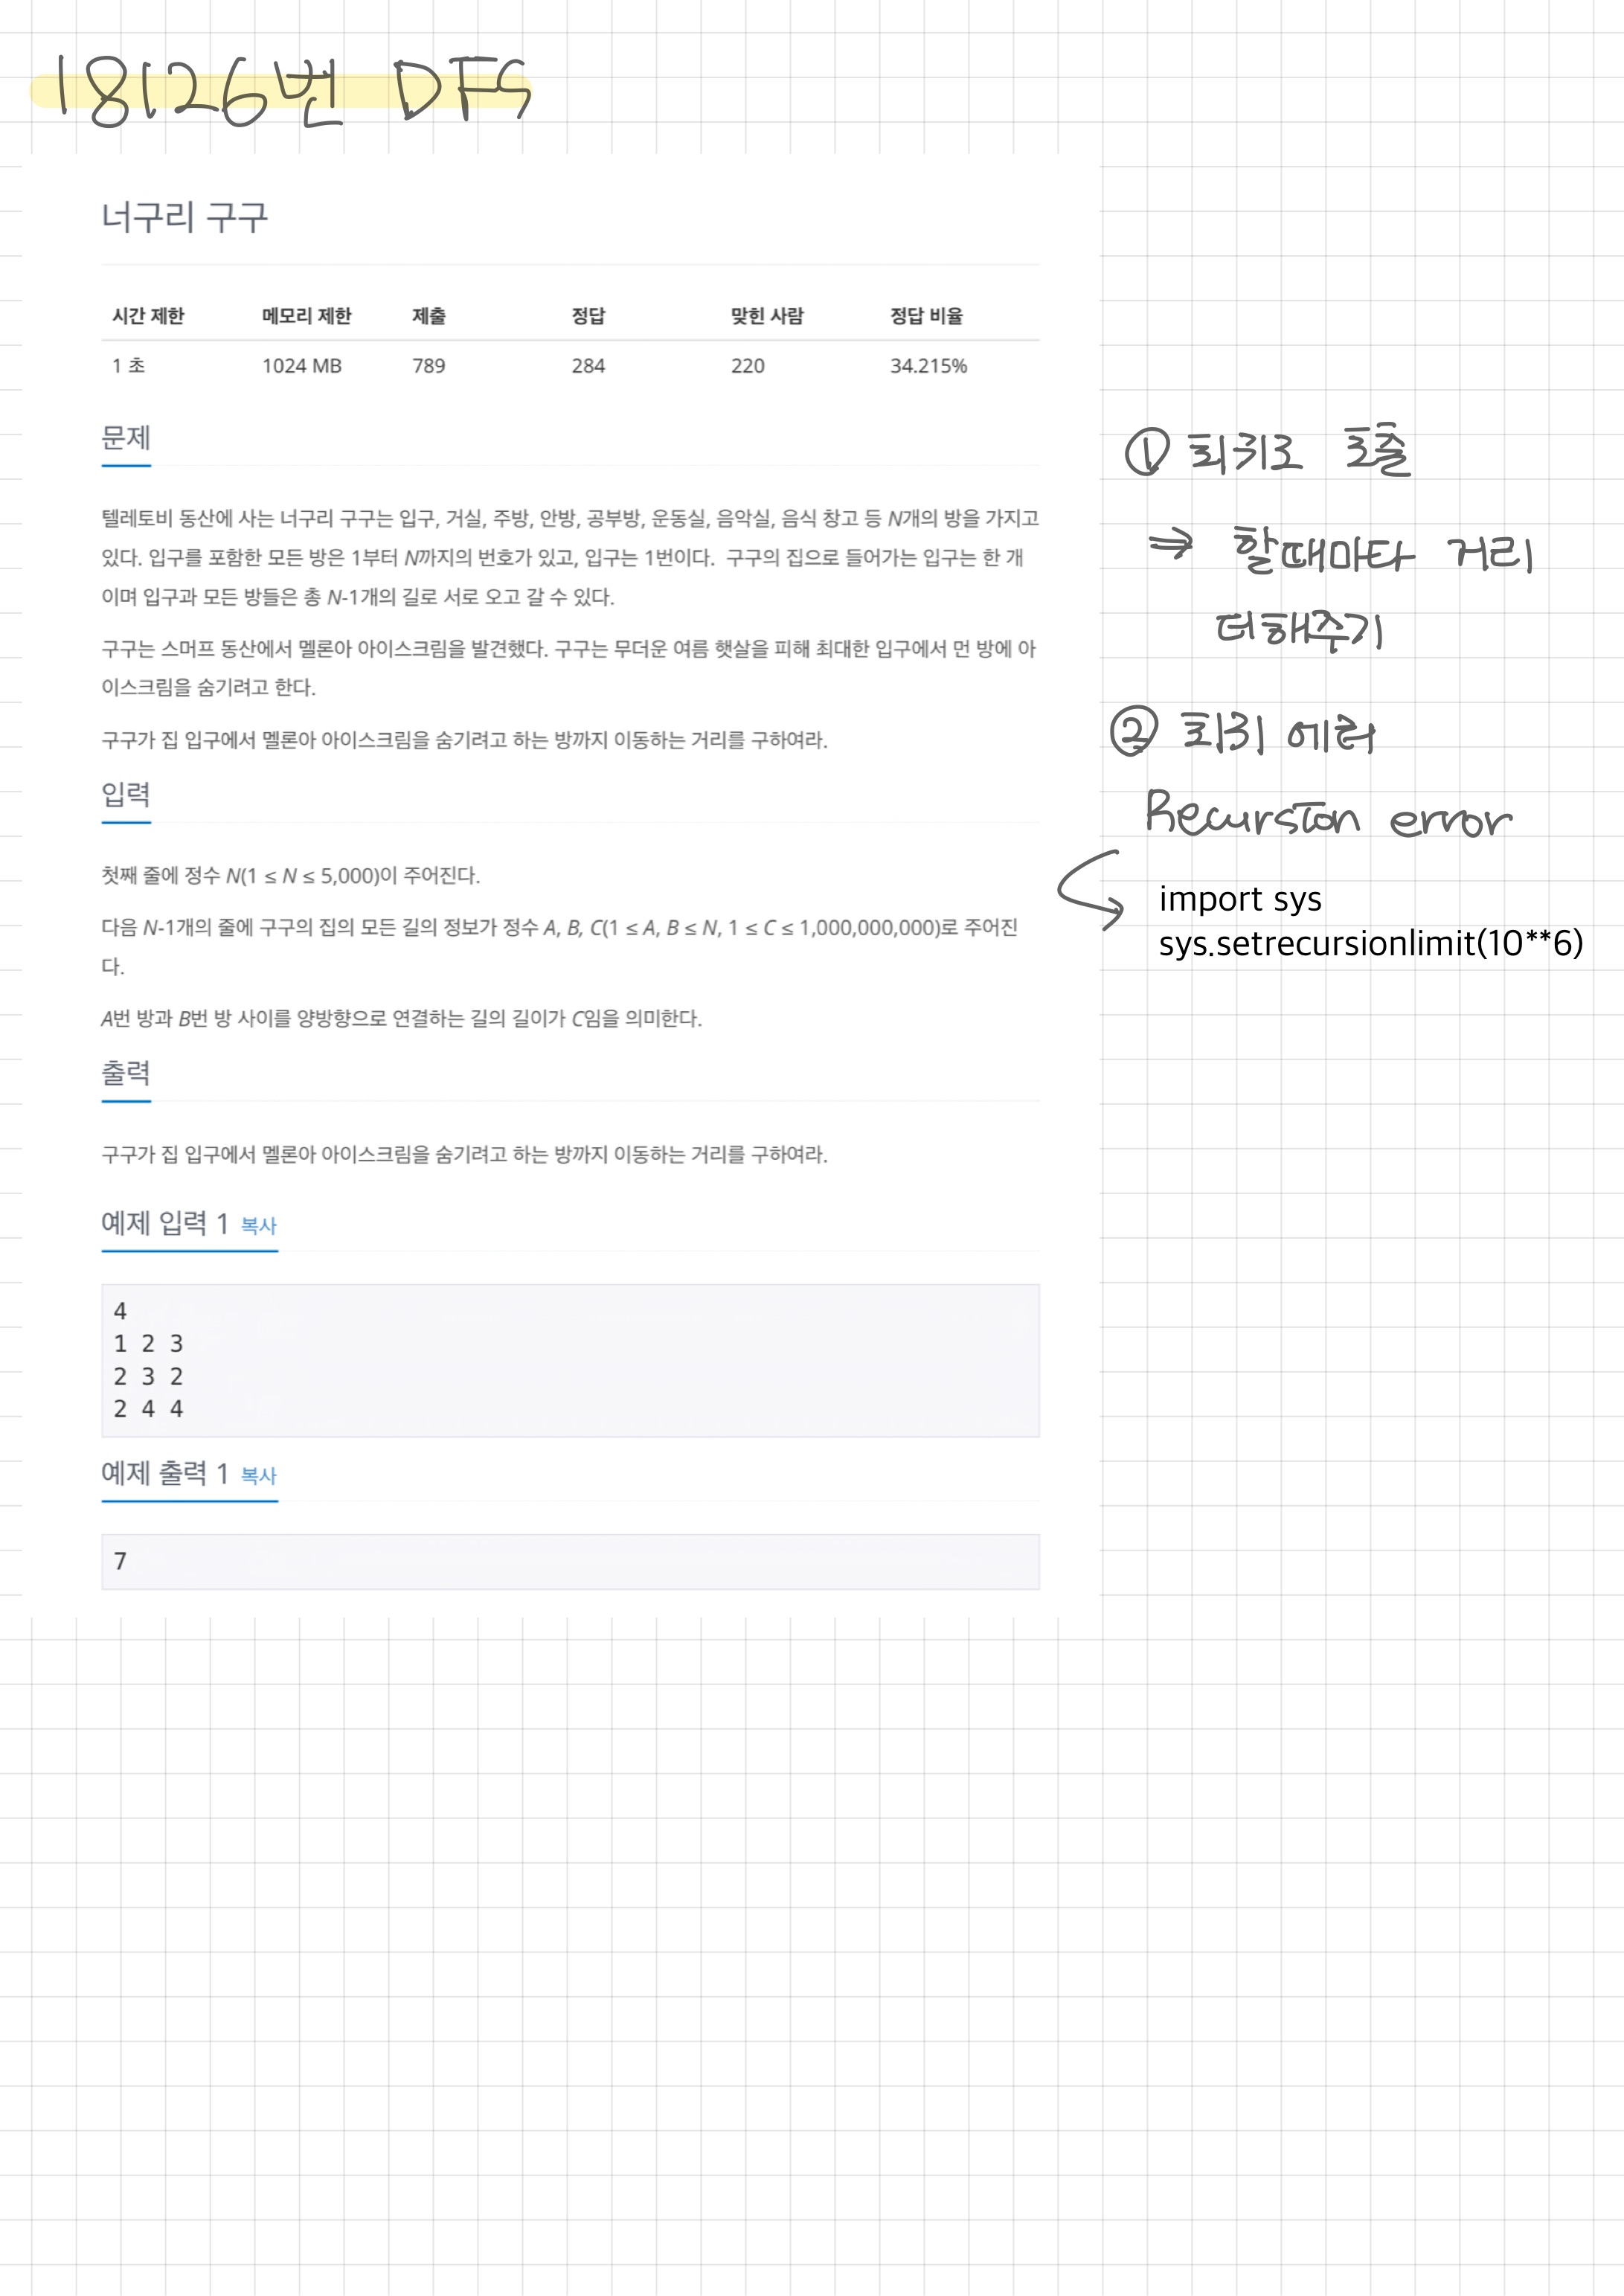 18126번 DFS
너구리 구구
시간 제한 메모리 제한 제출 정답 맞힌 사람 정답 비율
1 초 1024 MB 789 284 220 34.215%
문제
텔레토비 동산에 사는 너구리 구구는 입구, 거실, 주방, 안방, 공부방, 운동실, 음악실, 음식 창고 등 N개의 방을 가지고
있다. 입구를 포함한 모든 방은 1부터 N까지의 번호가 있고, 입구는 1번이다. 구구의 집으로 들어가는 입구는 한 개
이며 입구과 모든 방들은 총 N-1개의 길로 서로 오고 갈 수 있다.
구구는 스머프 동산에서 멜론아 아이스크림을 발견했다. 구구는 무더운 여름 햇살을 피해 최대한 입구에서 먼 방에 아
이스크림을 숨기려고 한다.
구구가 집 입구에서 멜론아 아이스크림을 숨기려고 하는 방까지 이동하는 거리를 구하여라.
입력
첫째 줄에 정수 N(1 ≤ N ≤ 5,000)이 주어진다.
다음 N-1개의 줄에 구구의 집의 모든 길의 정보가 정수 A, B, C(1 ≤ A, B ≤ N, 1 ≤ C ≤ 1,000,000,000)로 주어진
다.
A번 방과 B번 방 사이를 양방향으로 연결하는 길의 길이가 C임을 의미한다.
출력
구구가 집 입구에서 멜론아 아이스크림을 숨기려고 하는 방까지 이동하는 거리를 구하여라.
예제 입력 1 복사
4
1 2 3
2 3 2
2 4 4
예제 출력 1 복사
7
① 회귀로 호출
⇒ 할때마다 거리
더해주기
② 회귀 에러
Recursion error
import sys
sys.setrecursionlimit(10**6)